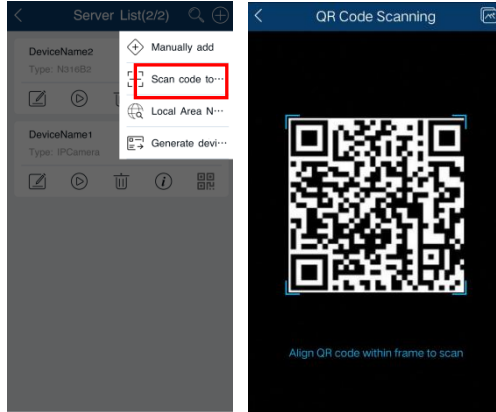 Server List(2/2)
DeviceName2
Type: N316B2
Manually add
Scan code to···
Local Area N···
Generate devi···
DeviceName1
Type: IPCamera
QR Code Scanning
Align QR code within frame to scan